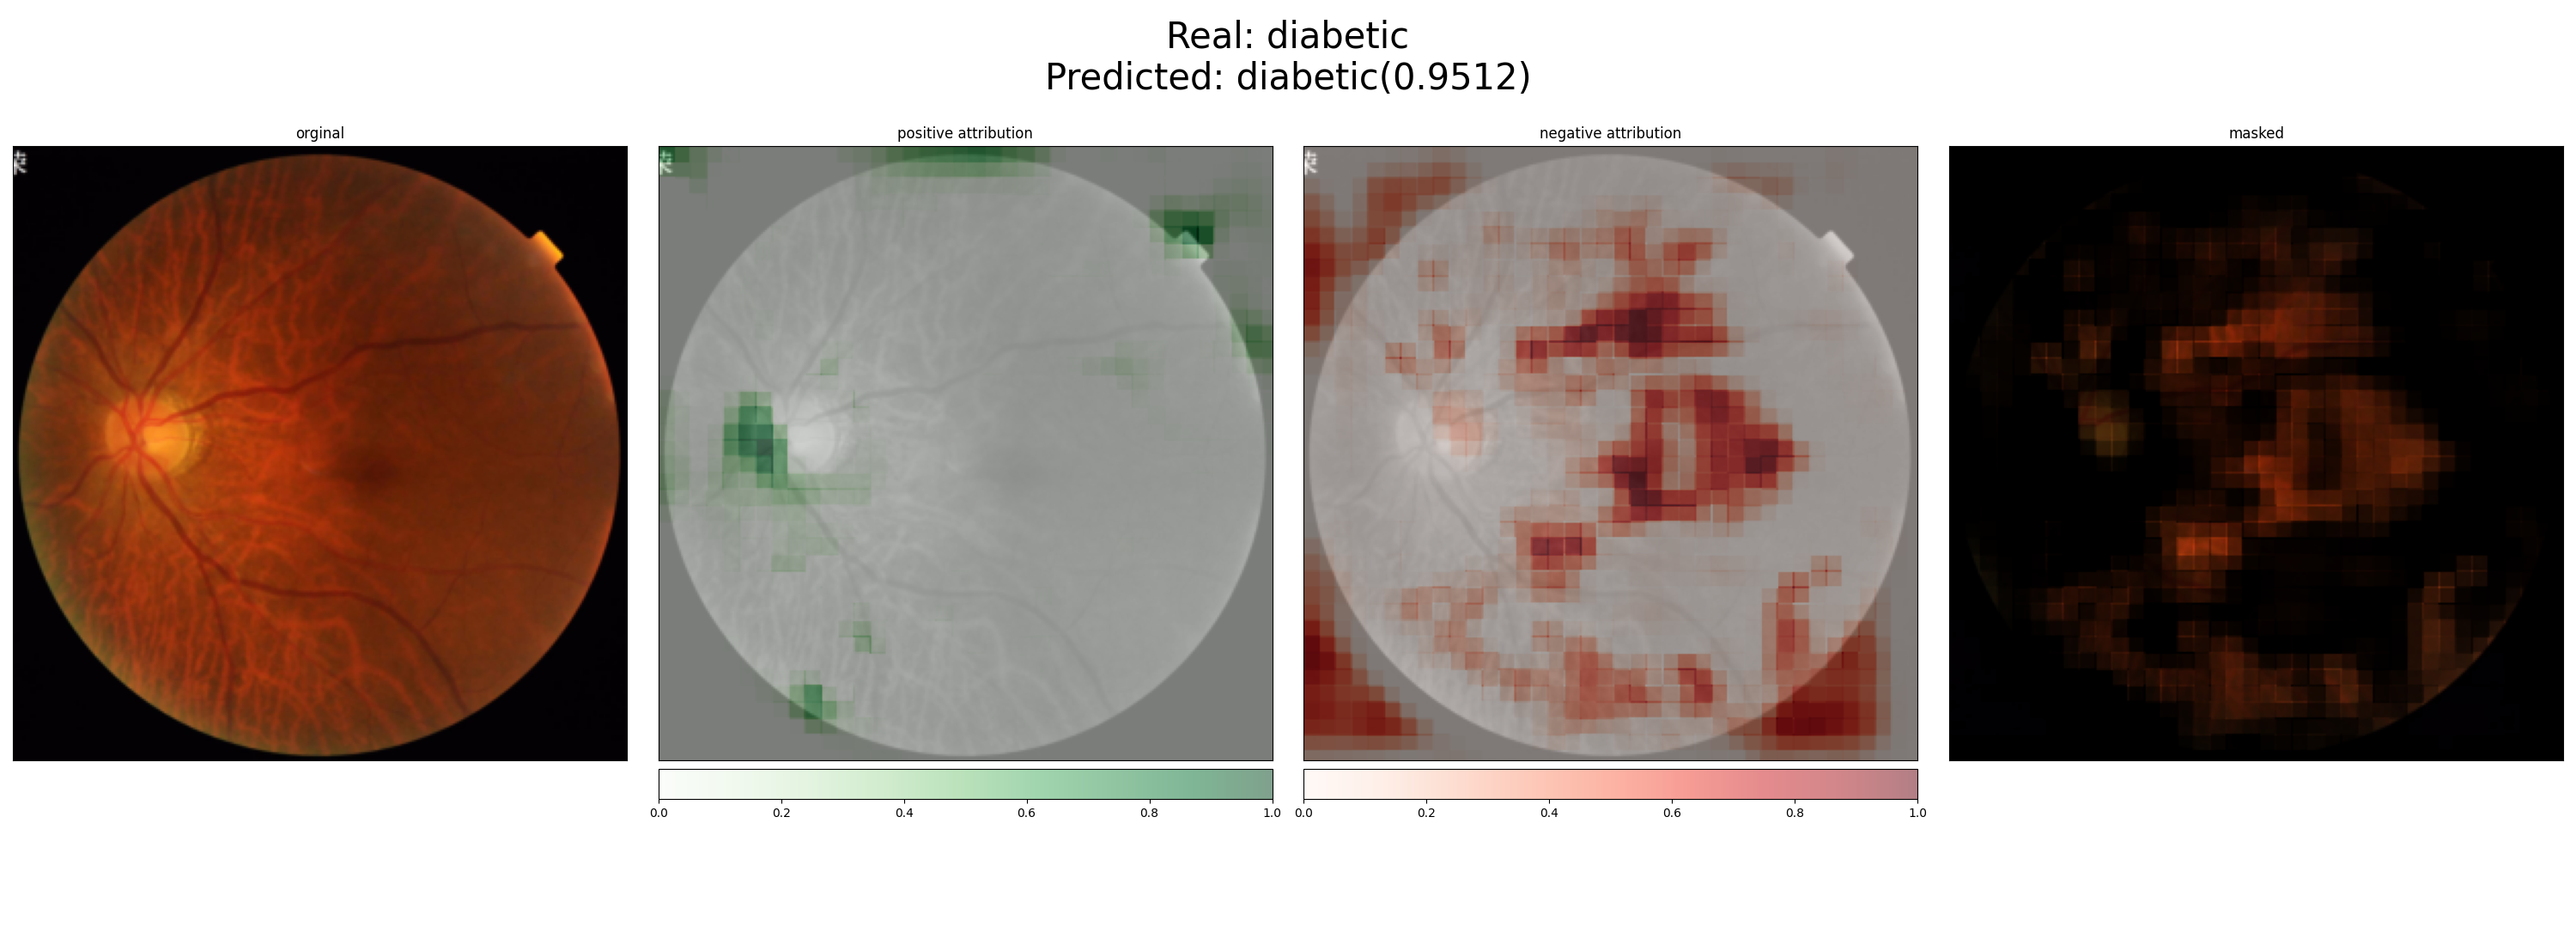 Real: diabetic
Predicted: diabetic(0.9512)
orginal
positive attribution
negative attribution
masked
0.0 0.2 0.4 0.6 0.8 1.0
0.0 0.2 0.4 0.6 0.8 1.0